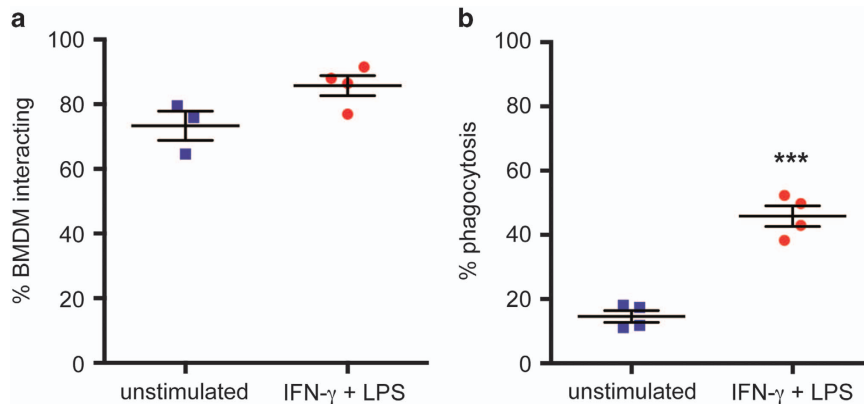 a
% BMDM interacting
100
80
60
40
20
0
unstimulated
IFN-γ + LPS
b
% phagocytosis
100
80
60
40
20
0
***
unstimulated
IFN-γ + LPS